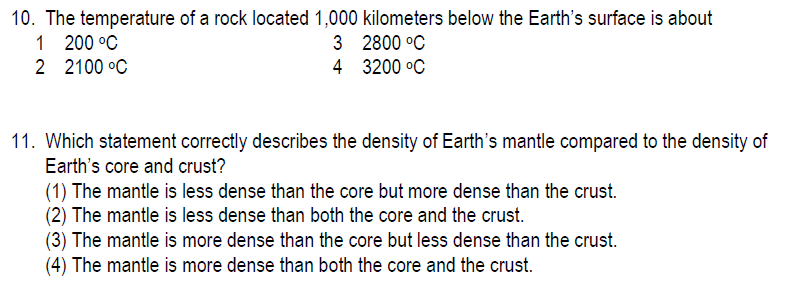 10. The temperature of a rock located 1,000 kilometers below the Earth's surface is about
1 200 ºC 3 2800 ºC
2 2100 ºC 4 3200 ºC
11. Which statement correctly describes the density of Earth's mantle compared to the density of
Earth's core and crust?
(1) The mantle is less dense than the core but more dense than the crust.
(2) The mantle is less dense than both the core and the crust.
(3) The mantle is more dense than the core but less dense than the crust.
(4) The mantle is more dense than both the core and the crust.